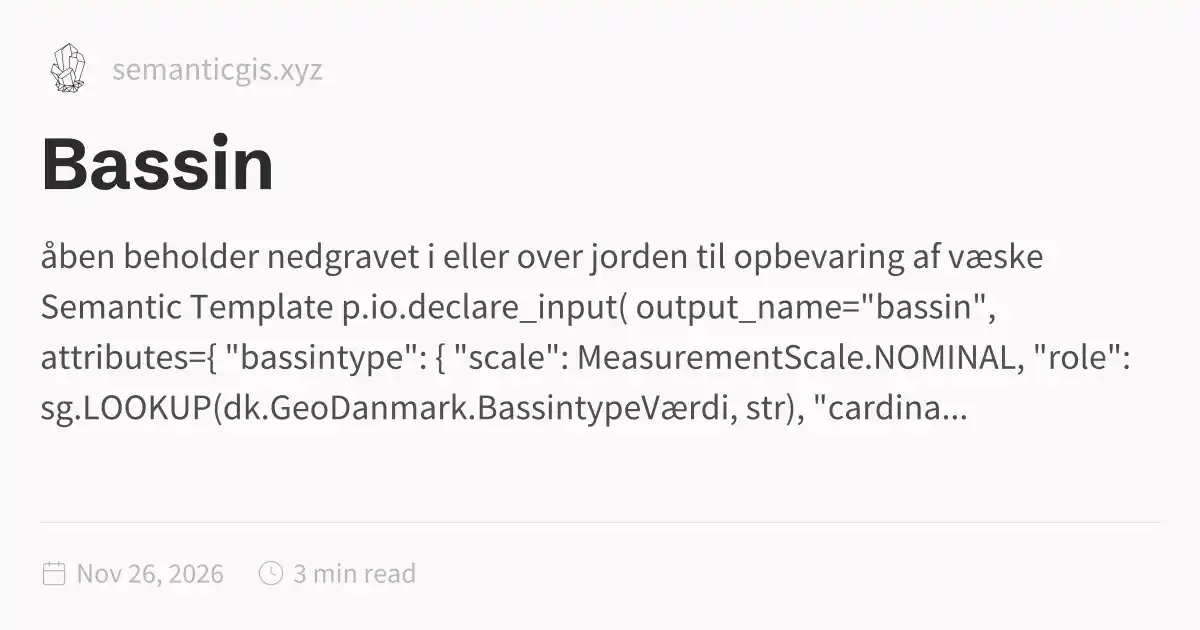 semanticgis.xyz
Bassin
åben beholder nedgravet i eller over jorden til opbevaring af væske
Semantic Template p.io.declare_input( output_name="bassin",
attributes={ "bassintype": { "scale": MeasurementScale.NOMINAL, "role":
sg.LOOKUP(dk.GeoDanmark.BassintypeVærdi, str), "cardina...
Nov 26, 2026 3 min read